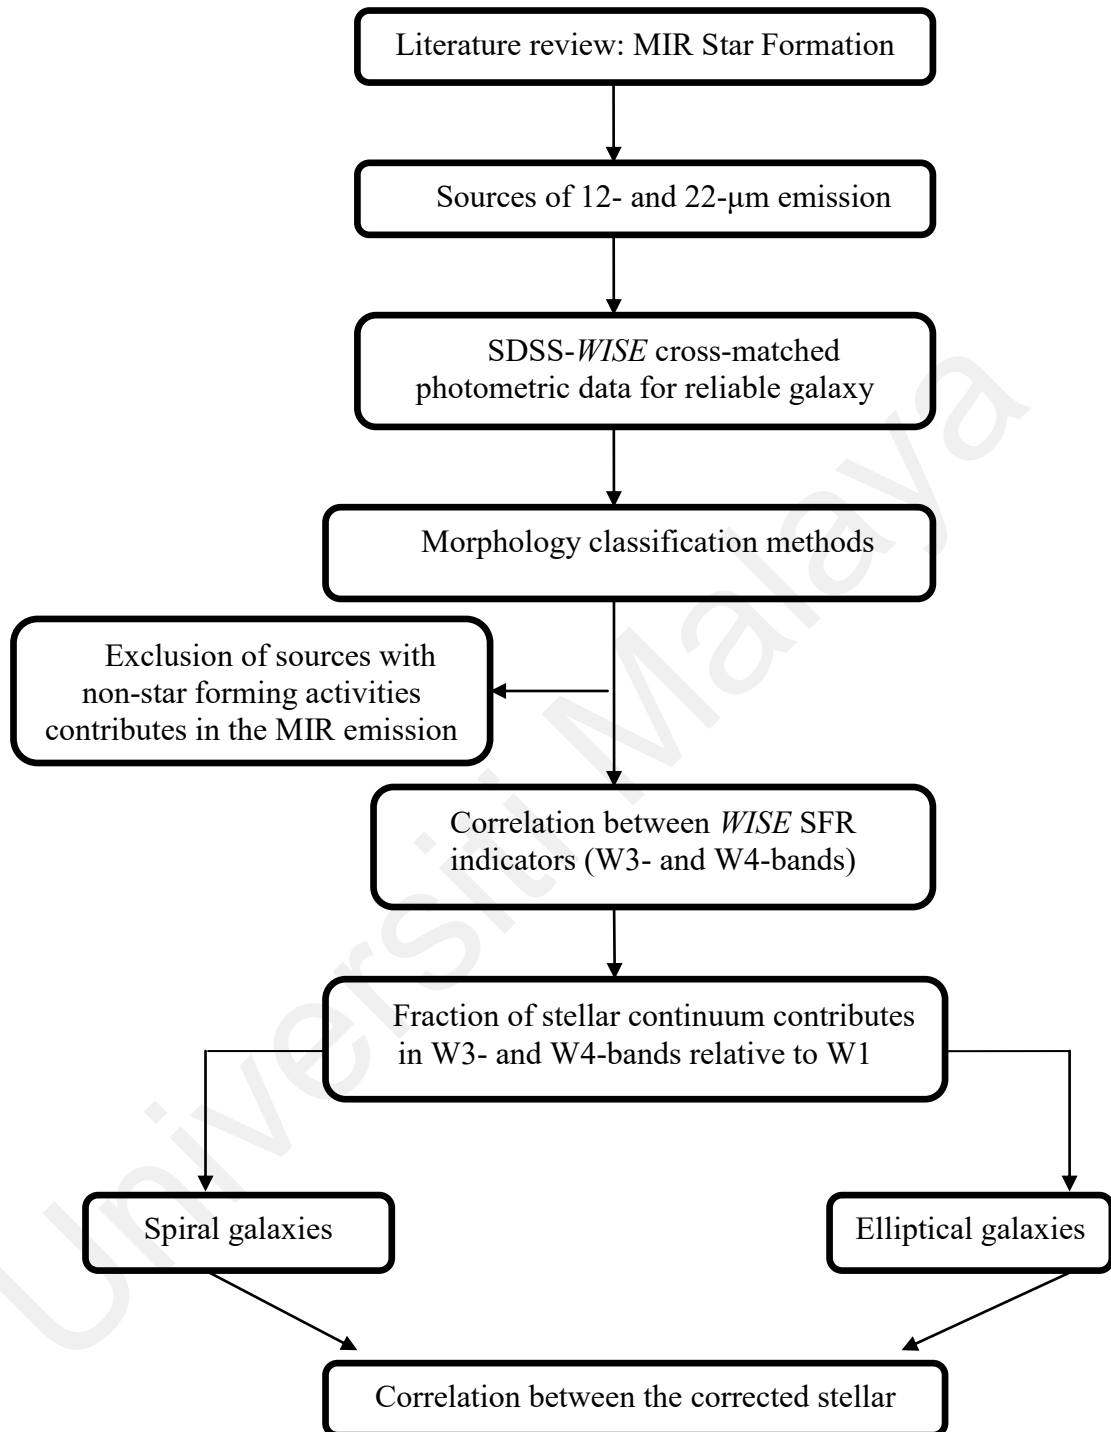 Literature review: MIR Star Formation
Sources of 12- and 22-μm emission
SDSS-WISE cross-matched
photometric data for reliable galaxy
Morphology classification methods
Exclusion of sources with
non-star forming activities
contributes in the MIR emission
Correlation between WISE SFR
indicators (W3- and W4-bands)
Fraction of stellar continuum contributes
in W3- and W4-bands relative to W1
Spiral galaxies
Elliptical galaxies
Correlation between the corrected stellar
Universiti Malaya